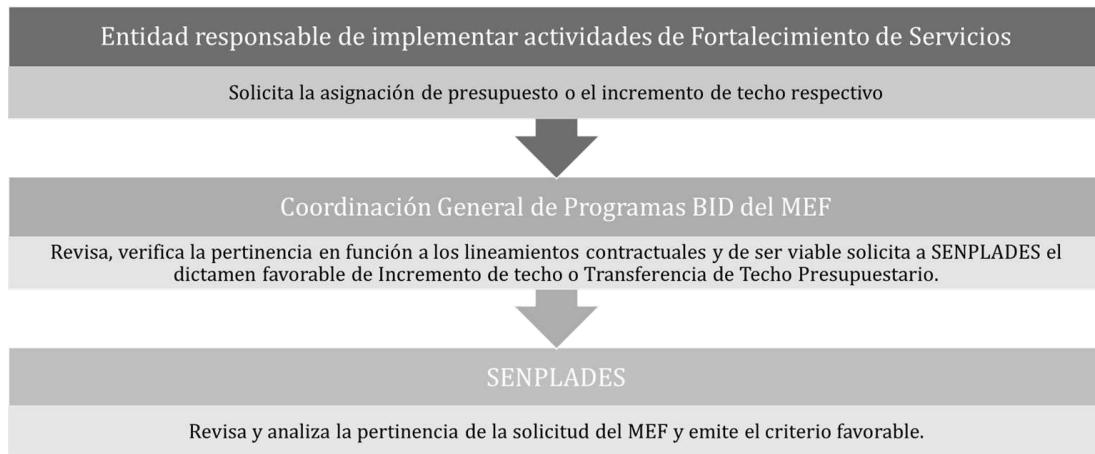 Entidad responsable de implementar actividades de Fortalecimiento de Servicios
Solicita la asignación de presupuesto o el incremento de techo respectivo
Coordinación General de Programas BID del MEF
Revisa, verifica la pertinencia en función a los lineamientos contractuales y de ser viable solicita a SENPLADES el
dictamen favorable de Incremento de techo o Transferencia de Techo Presupuestario.
SENPLADES
Revisa y analiza la pertinencia de la solicitud del MEF y emite el criterio favorable.